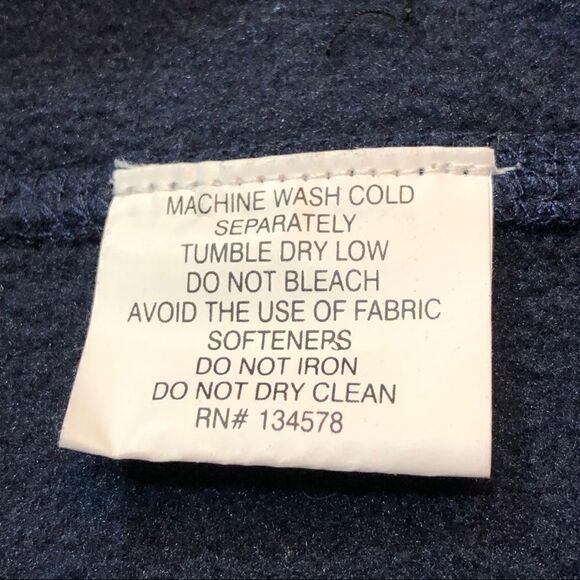 MACHINE WASH COLD
SEPARATELY
TUMBLE DRY LOW
DO NOT BLEACH
AVOID THE USE OF FABRIC
SOFTENERS
DO NOT IRON
DO NOT DRY CLEAN
RN# 134578